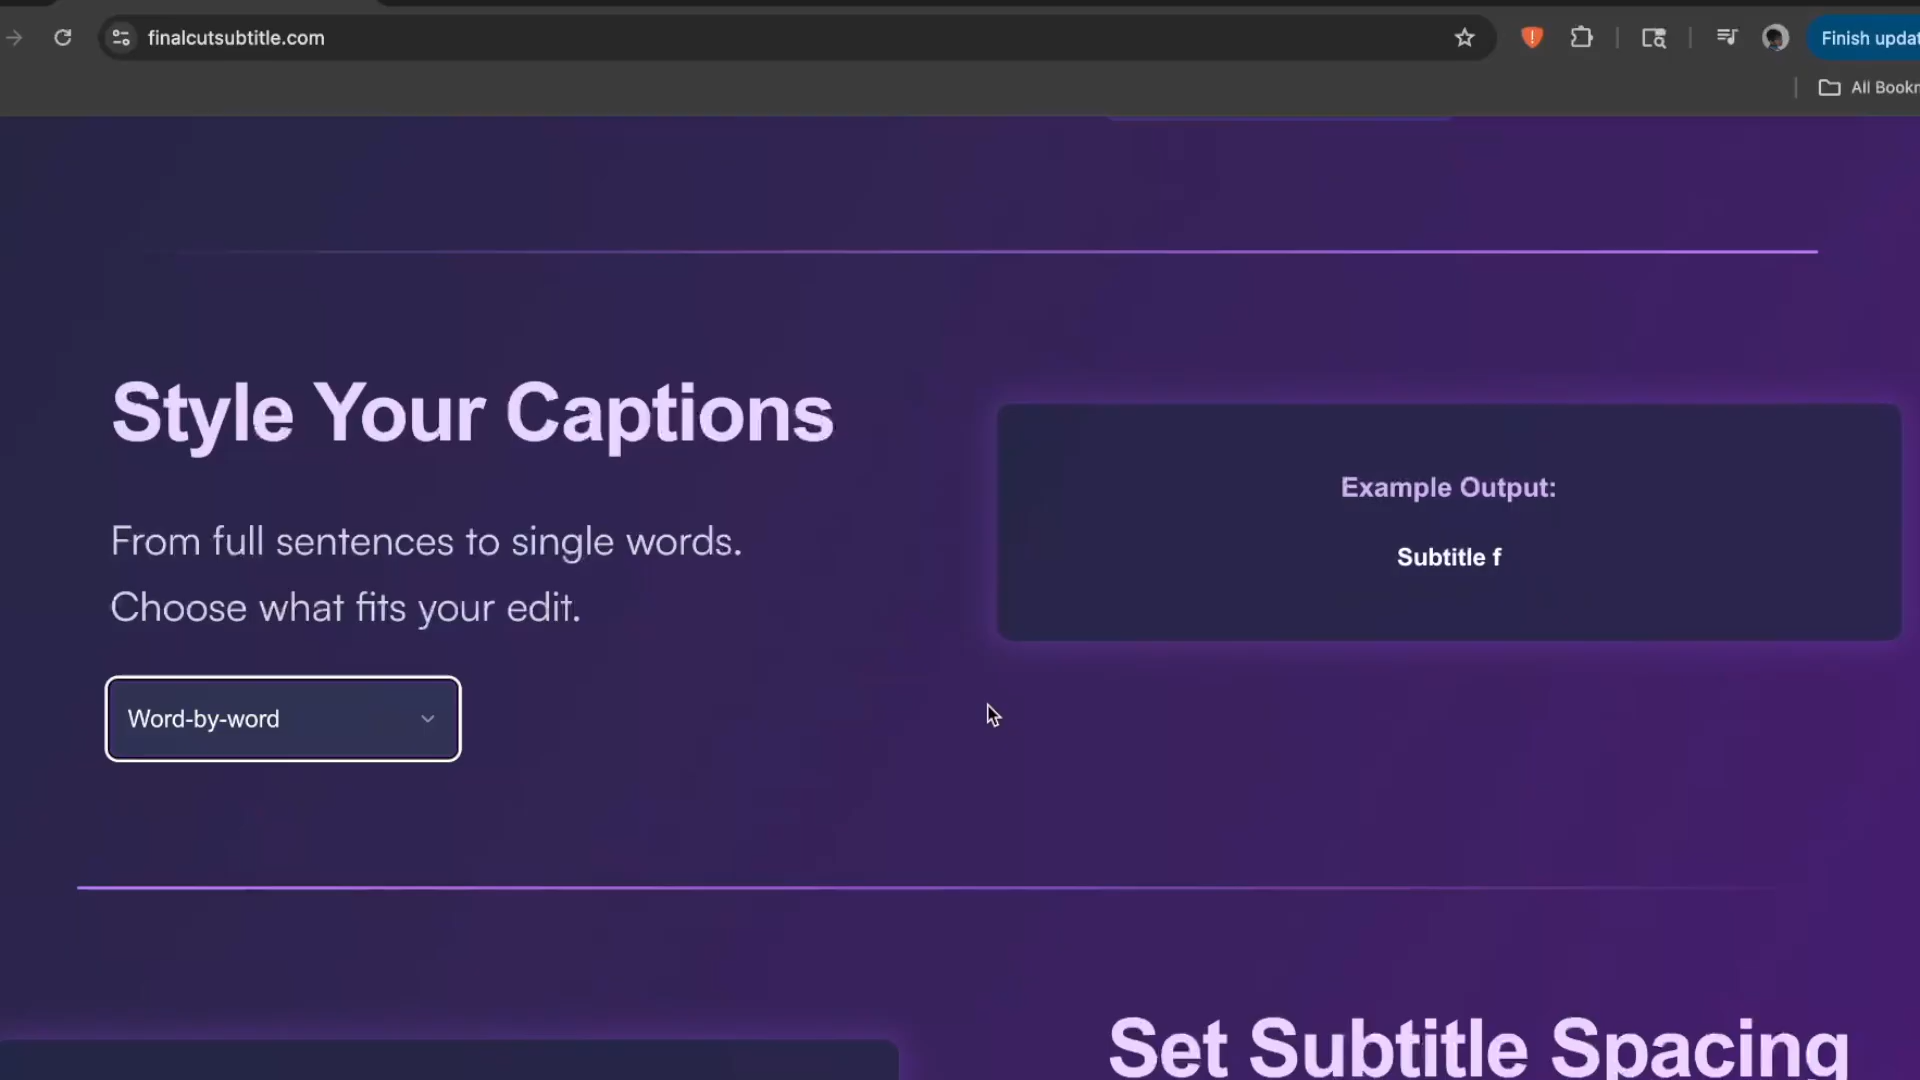 finalcutsubtitle.com
Finish updat
All Bookm
Style Your Captions
From full sentences to single words.
Choose what fits your edit.
Word-by-word
Example Output:
Subtitle f
Set Subtitle Spacing